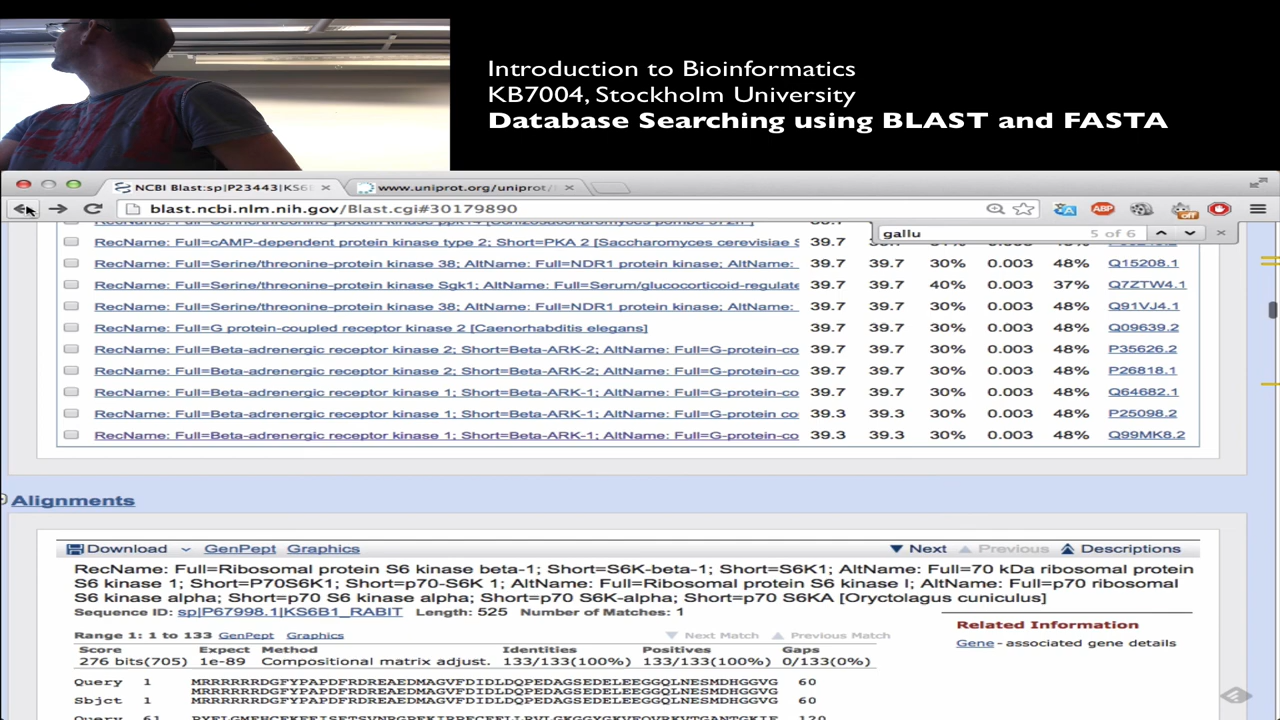 Introduction to Bioinformatics
KB7004, Stockholm University
Database Searching using BLAST and FASTA
NCBI Blast:sp|P23443|KS6B
www.uniprot.org/uniprot/
blast.ncbi.nlm.nih.gov/Blast.cgi#30179890
ABP
off
gallu 5 of 6
RecName: Full=cAMP-dependent protein kinase type 2; Short=PKA 2 [Saccharomyces cerevisiae S 39.7
RecName: Full=Serine/threonine-protein kinase 38; AltName: Full=NDR1 protein kinase; AltName: 39.7 39.7 30% 0.003 48% Q15208.1
RecName: Full=Serine/threonine-protein kinase Sgk1; AltName: Full=Serum/glucocorticoid-regulate 39.7 39.7 40% 0.003 37% Q7ZTW4.1
RecName: Full=Serine/threonine-protein kinase 38; AltName: Full=NDR1 protein kinase; AltName: 39.7 39.7 30% 0.003 48% Q91VJ4.1
RecName: Full=G protein-coupled receptor kinase 2 [Caenorhabditis elegans] 39.7 39.7 30% 0.003 48% Q09639.2
RecName: Full=Beta-adrenergic receptor kinase 2; Short=Beta-ARK-2; AltName: Full=G-protein-co 39.7 39.7 30% 0.003 48% P35626.2
RecName: Full=Beta-adrenergic receptor kinase 2; Short=Beta-ARK-2; AltName: Full=G-protein-co 39.7 39.7 30% 0.003 48% P26818.1
RecName: Full=Beta-adrenergic receptor kinase 1; Short=Beta-ARK-1; AltName: Full=G-protein-co 39.7 39.7 30% 0.003 48% Q64682.1
RecName: Full=Beta-adrenergic receptor kinase 1; Short=Beta-ARK-1; AltName: Full=G-protein co 39.3 39.3 30% 0.003 48% P25098.2
RecName: Full=Beta-adrenergic receptor kinase 1; Short=Beta-ARK-1; AltName: Full=G-protein-co 39.3 39.3 30% 0.003 48% Q99MK8.2
Alignments
Download GenPept Graphics Next Previous Descriptions
RecName: Full=Ribosomal protein S6 kinase beta-1; Short=S6K-beta-1; Short=S6K1; AltName: Full=70 kDa ribosomal protein
S6 kinase 1; Short=P70S6K1; Short=p70-S6K 1; AltName: Full=Ribosomal protein S6 kinase I; AltName: Full=p70 ribosomal
S6 kinase alpha; Short=p70 S6 kinase alpha; Short=p70 S6K-alpha; Short=p70 S6KA [Oryctolagus cuniculus]
Sequence ID: sp|P67998.1|KS6B1_RABIT Length: 525 Number of Matches: 1
Related Information
Gene - associated gene details
Range 1: 1 to 133 GenPept Graphics Next Match Previous Match
Score Expect Method Identities Positives Gaps
276 bits(705) 1e-89 Compositional matrix adjust. 133/133(100%) 133/133(100%) 0/133(0%)
Query 1 MRRRRRRDGFYPAPDFRDREAEDMAGVFDIDLDQPEDAGSEDELEEGGQLNESMDHGGVG 60
MRRRRRRDGFYPAPDFRDREAEDMAGVFDIDLDQPEDAGSEDELEEGGQLNESMDHGGVG
Sbjct 1 MRRRRRRDGFYPAPDFRDREAEDMAGVFDIDLDQPEDAGSEDELEEGGQLNESMDHGGVG 60
Query 61 120